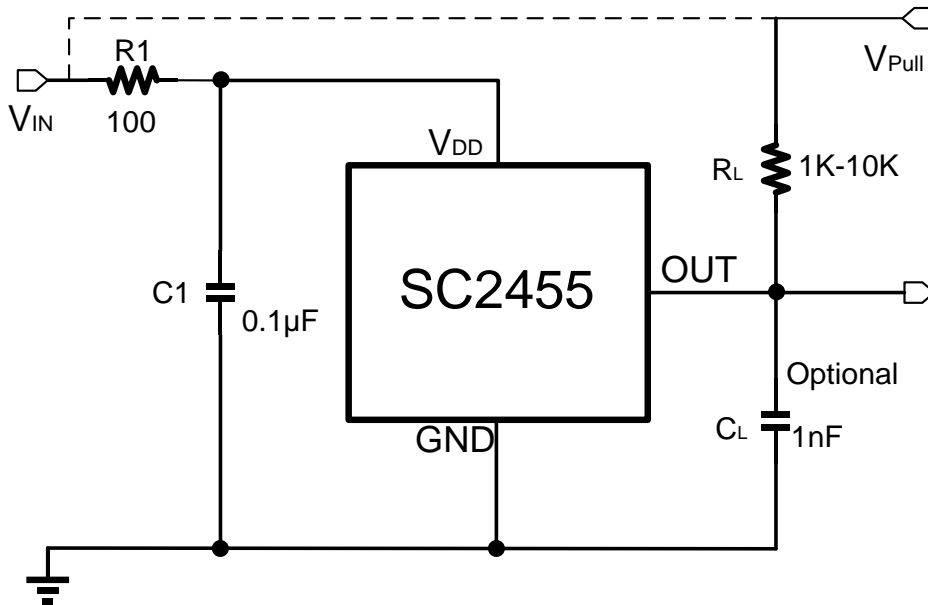 R1
VIN
100
VPull
VDD
RL
1K-10K
SC2455
OUT
C1
0.1µF
Optional
GND
CL
1nF